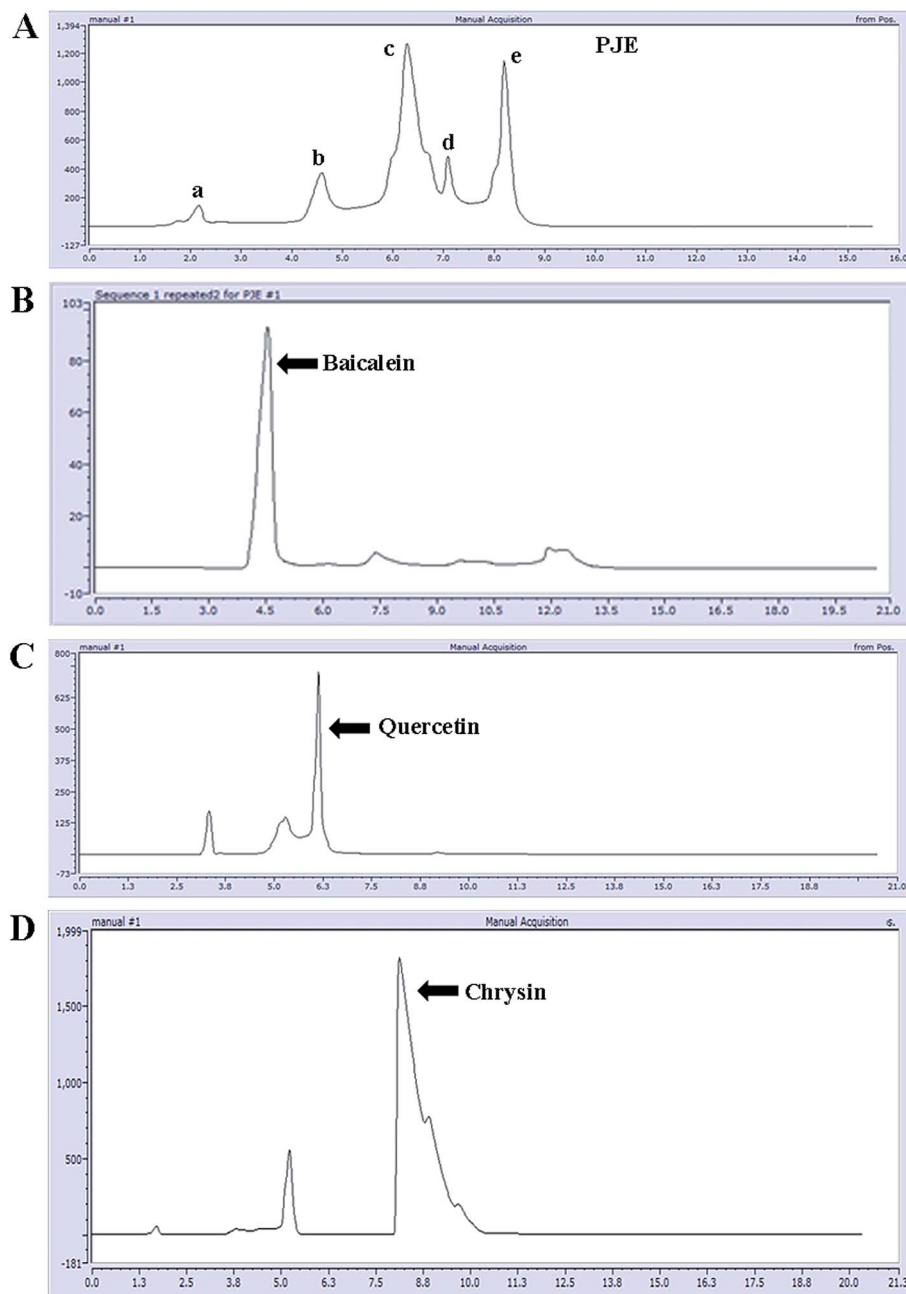 A
manual #1 Manual Acquisition from Pos.
1,394
1,200
1,000
800
600
400
200
-127
a
b
c
d
e
PJE
0.0 1.0 2.0 3.0 4.0 5.0 6.0 7.0 8.0 9.0 10.0 11.0 12.0 13.0 14.0 15.0 16.0
B
Sequence 1 repeated2 for PJE #1
103
80
60
40
20
-10
Baicalein
0.0 1.5 3.0 4.5 6.0 7.5 9.0 10.5 12.0 13.5 15.0 16.5 18.0 19.5 21.0
C
manual #1 Manual Acquisition from Pos.
800
625
500
375
250
125
-73
Quercetin
0.0 1.3 2.5 3.8 5.0 6.3 7.5 8.8 10.0 11.3 12.5 13.8 15.0 16.3 17.5 18.8 21.0
D
manual #1 Manual Acquisition s.
1,999
1,500
1,000
500
-181
Chrysin
0.0 1.3 2.5 3.8 5.0 6.3 7.5 8.8 10.0 11.3 12.5 13.8 15.0 16.3 17.5 18.8 20.0 21.3